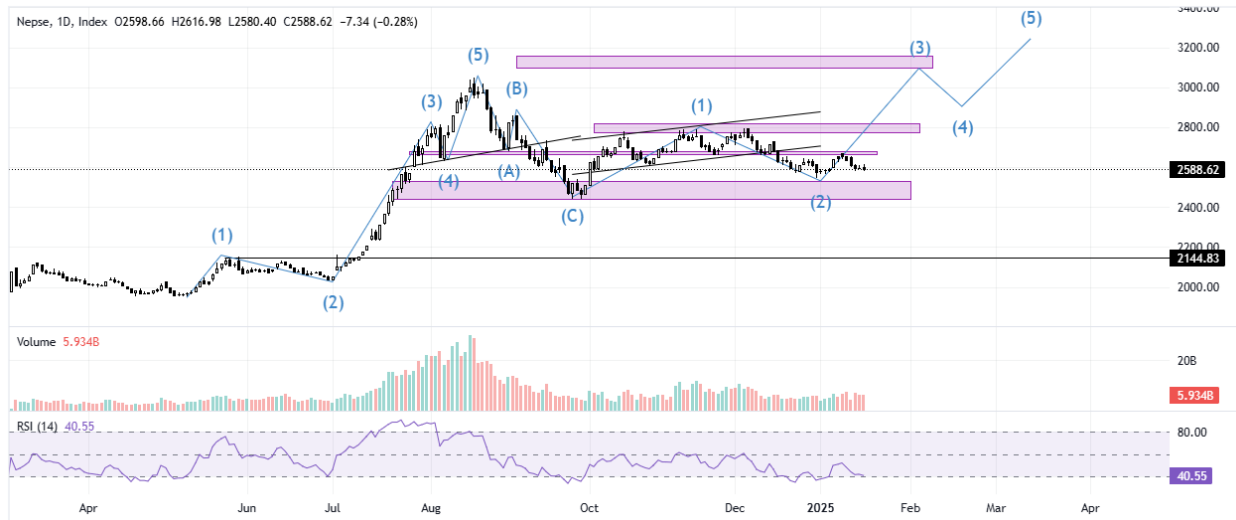 Nepse, 1D, Index O2598.66 H2616.98 L2580.40 C2588.62 −7.34 (−0.28%)
3400.00
(5)
(3)
3200.00
(5)
3000.00
(B)
(3)
(1)
(4)
2800.00
2588.62
(4)
(A)
2400.00
(C)
(2)
(1)
2200.00
2144.83
(2)
2000.00
Volume 5.934B
20B
5.934B
RSI (14) 40.55
80.00
40.55
Apr Jun Jul Aug Oct Dec 2025 Feb Mar Apr